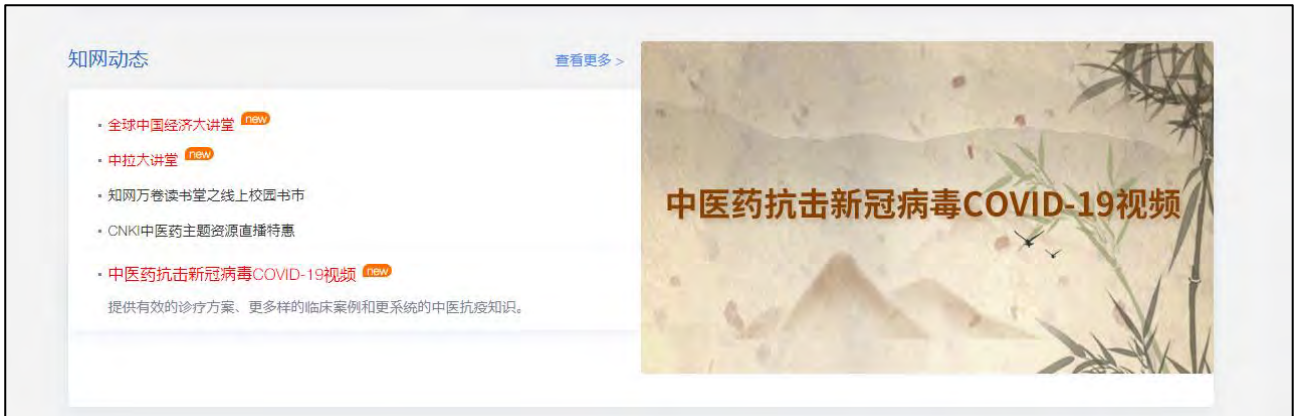 知网动态
查看更多 >
全球中国经济大讲堂 new
中拉大讲堂 new
知网万卷读书堂之线上校园书市
CNKI中医药主题资源直播特惠
中医药抗击新冠病毒COVID-19视频 new
提供有效的诊疗方案、更多样的临床案例和更系统的中医抗疫知识。
中医药抗击新冠病毒COVID-19视频